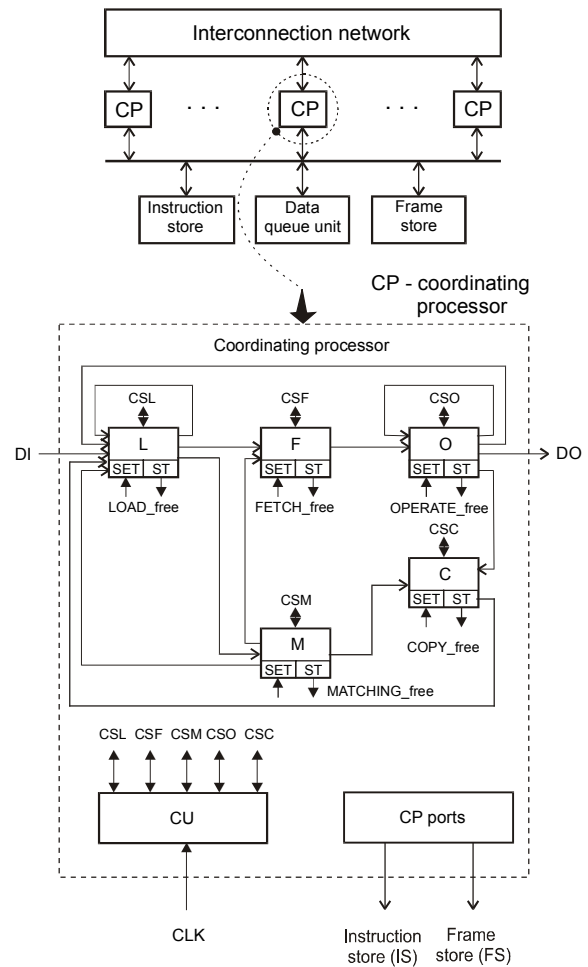 Interconnection network
CP . . . CP . . . CP
Instruction
store
Data
queue unit
Frame
store
CP - coordinating
processor
Coordinating processor
CSL CSF CSO
DI L F O DO
SET ST SET ST SET ST
LOAD_free FETCH_free OPERATE_free
CSC
C
CSM SET ST
M COPY_free
SET ST
MATCHING_free
CSL CSF CSM CSO CSC
CU CP ports
CLK
Instruction
store (IS)
Frame
store (FS)